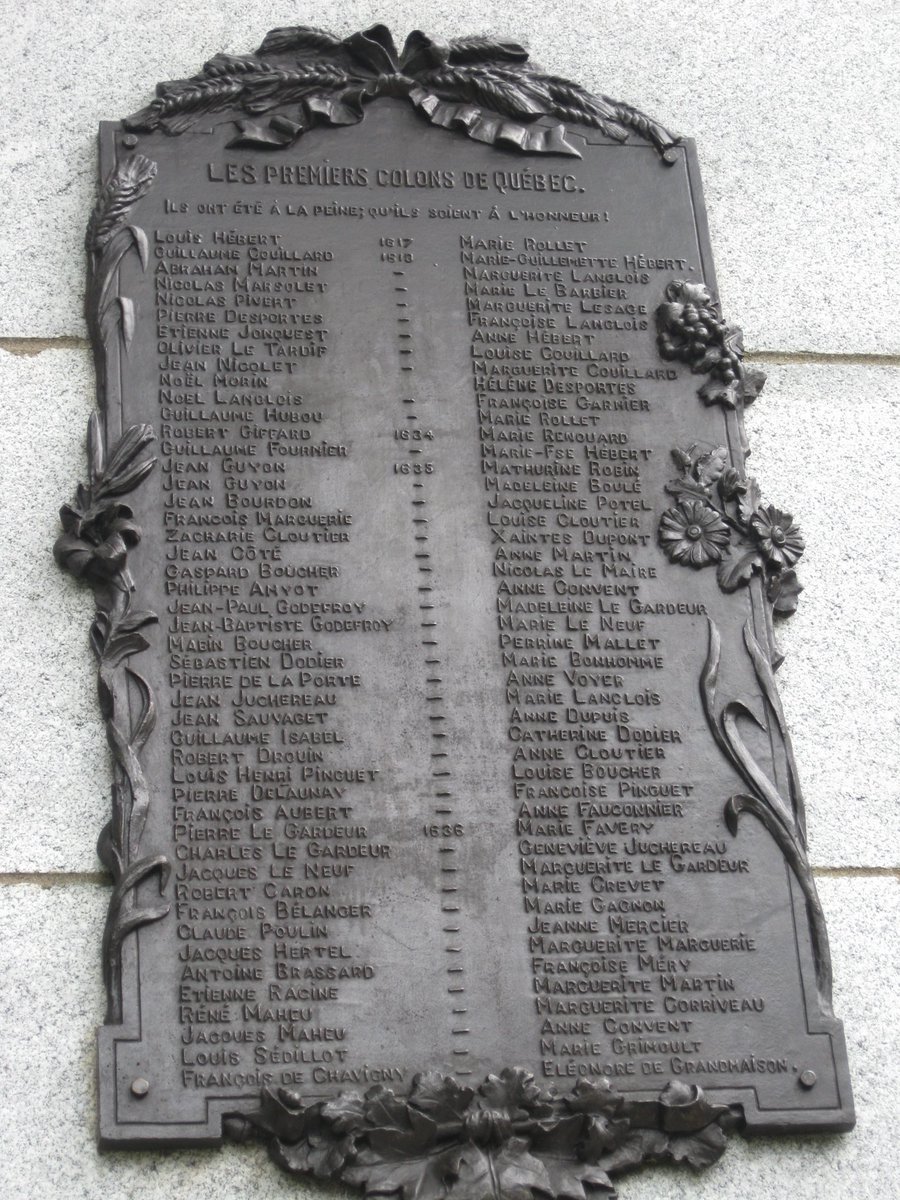 LES PREMIERS COLONS DE QUÉBEC.
ILS ONT ÉTÉ À LA PEINE; QU'ILS SOIENT À L'HONNEUR!
LOUIS HÉBERT 1617 MARIE ROLLET
GUILLAUME COUILLARD 1613 MARIE-GUILLEMETTE HÉBERT.
ABRAHAM MARTIN - MARGUERITE LANGLOIS
NICOLAS MARSOLET - MARIE LE BARBIER
NICOLAS PIVERT - MARGUERITE LESAGE
PIERRE DESPORTES - FRANÇOISE LANGLOIS
ETIENNE JONQUEST - ANNE HÉBERT
OLIVIER LE TARDIF - LOUISE COUILLARD
JEAN NICOLET - MARGUERITE COUILLARD
NOËL MORIN HÉLÈNE DESPORTES
NOEL LANGLOIS - FRANÇOISE GARNIER
GUILLAUME HUBOU - MARIE ROLLET
ROBERT GIFFARD 1634 MARIE RENOUARD
GUILLAUME FOURNIER - MARIE-FSE HÉBERT
JEAN GUYON 1635 MATHURINE ROBIN
JEAN GUYON - MADELEINE BOULÉ
JEAN BOURDON - JACQUELINE POTEL
FRANCOIS MARGUERIE - LOUISE CLOUTIER
ZACHARIE CLOUTIER - XAINTES DUPONT
JEAN CÔTÉ - ANNE MARTIN
GASPARD BOUCHER - NICOLAS LE MAIRE
PHILIPPE AMYOT - ANNE CONVENT
JEAN-PAUL GODEFROY - MADELEINE LE GARDEUR
JEAN-BAPTISTE GODEFROY - MARIE LE NEUF
MABIN BOUCHER - PERRINE MALLET
SÉBASTIEN DODIER - MARIE BONHOMME
PIERRE DE LA PORTE - ANNE VOYER
JEAN JUCHEREAU - MARIE LANGLOIS
JEAN SAUVAGET - ANNE DUPUIS
GUILLAUME ISABEL - CATHERINE DODIER
ROBERT DROUIN - ANNE CLOUTIER
LOUIS HENRI PINGUET - LOUISE BOUCHER
PIERRE DELAUNAY - FRANCOISE PINGUET
FRANÇOIS AUBERT - ANNE FAUCONNIER
PIERRE LE GARDEUR 1636 MARIE FAVERY
CHARLES LE GARDEUR - GENEVIÈVE JUCHEREAU
JACQUES LE NEUF - MARGUERITE LE GARDEUR
ROBERT CARON - MARIE CREVET
FRANÇOIS BÉLANGER - MARIE GAGNON
CLAUDE POULIN - JEANNE MERCIER
JACQUES HERTEL - MARGUERITE MARGUERIE
ANTOINE BRASSARD - FRANÇOISE MÉRY
ETIENNE RACINE - MARGUERITE MARTIN
RÉNÉ MAHEU - MARGUERITE CORRIVEAU
JACQUES MAHEU - ANNE CONVENT
LOUIS SÉDILLOT - MARIE GRIMOULT
FRANÇOIS DE CHAVIGNY - ELÉONORE DE GRANDMAISON.